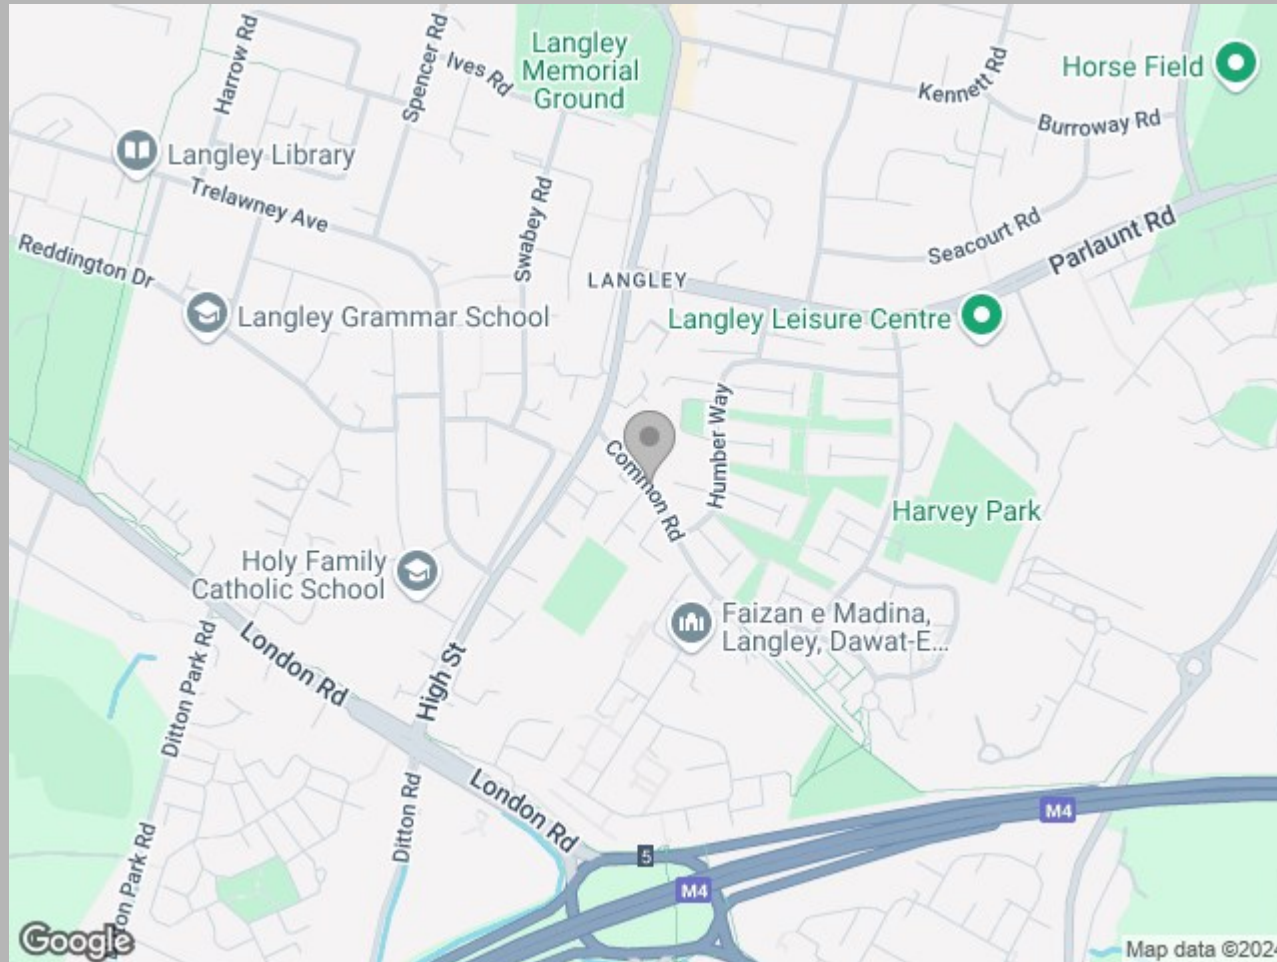 Harrow Rd
Spencer Rd
Ives Rd
Langley
Memorial
Ground
Kennett Rd
Horse Field
Burroway Rd
Langley Library
Trelawney Ave
Swabey Rd
Seacourt Rd
Parlaunt Rd
Reddington Dr
LANGLEY
Langley Grammar School
Langley Leisure Centre
Humber Way
Common Rd
Harvey Park
Holy Family
Catholic School
Faizan e Madina,
Langley, Dawat-E...
Ditton Park Rd
London Rd
High St
Ditton Rd
London Rd
M4
5
M4
Park Rd
Google
Map data ©2024